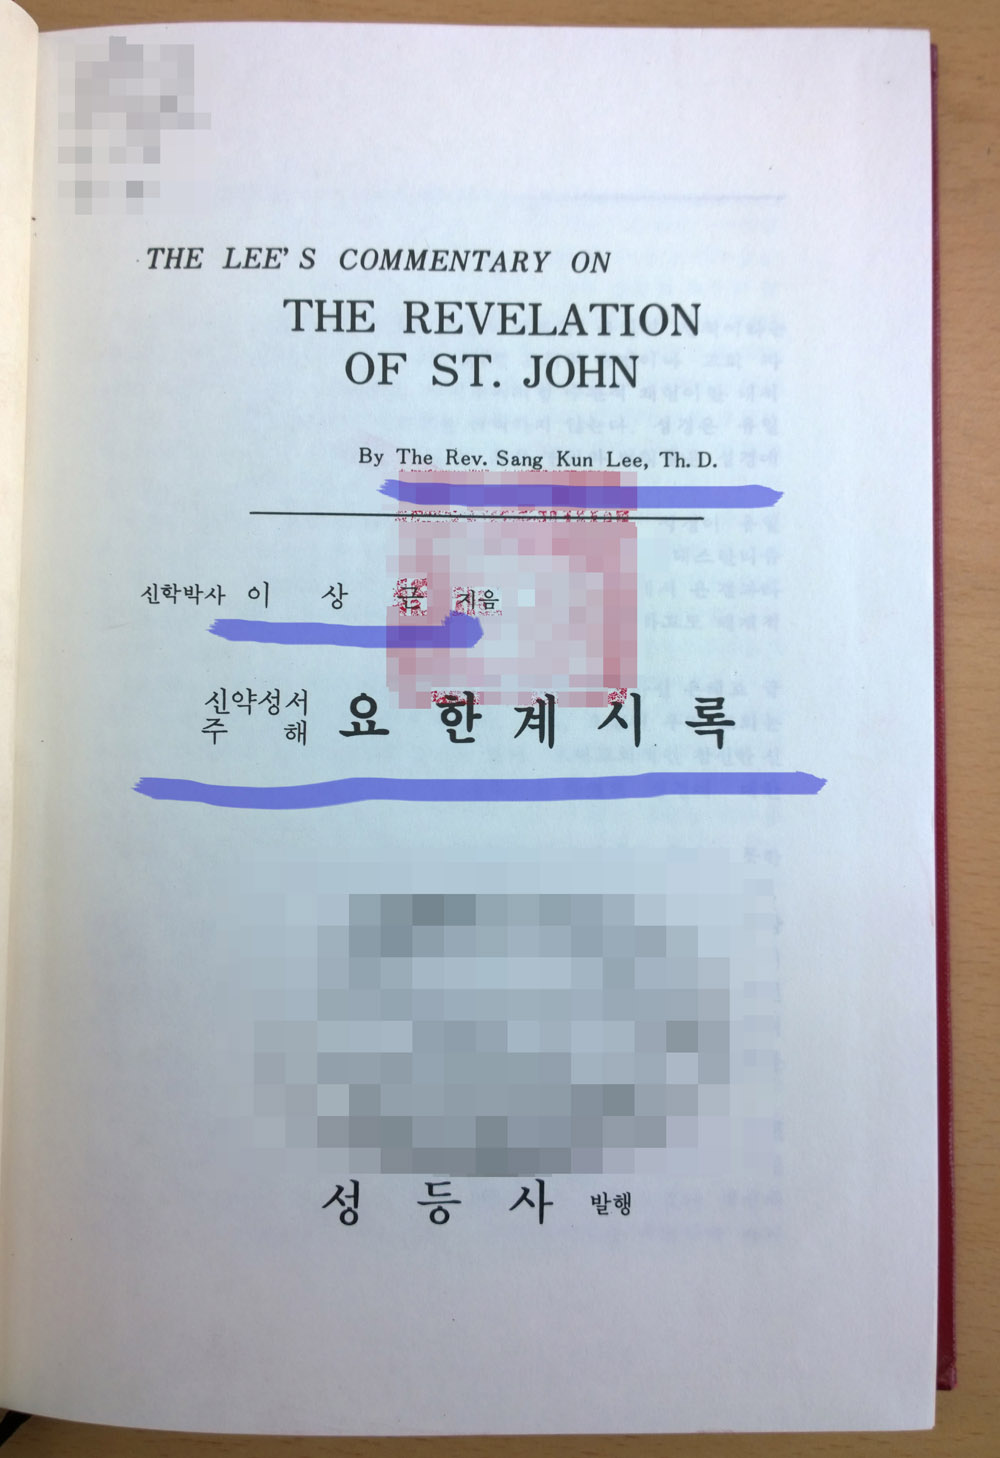 THE LEE'S COMMENTARY ON
THE REVELATION
OF ST. JOHN
By The Rev. Sang Kun Lee, Th. D.
신학박사 이 상 근 지음
신약성서 주 해 요 한 계 시 록
성 등 사 발행